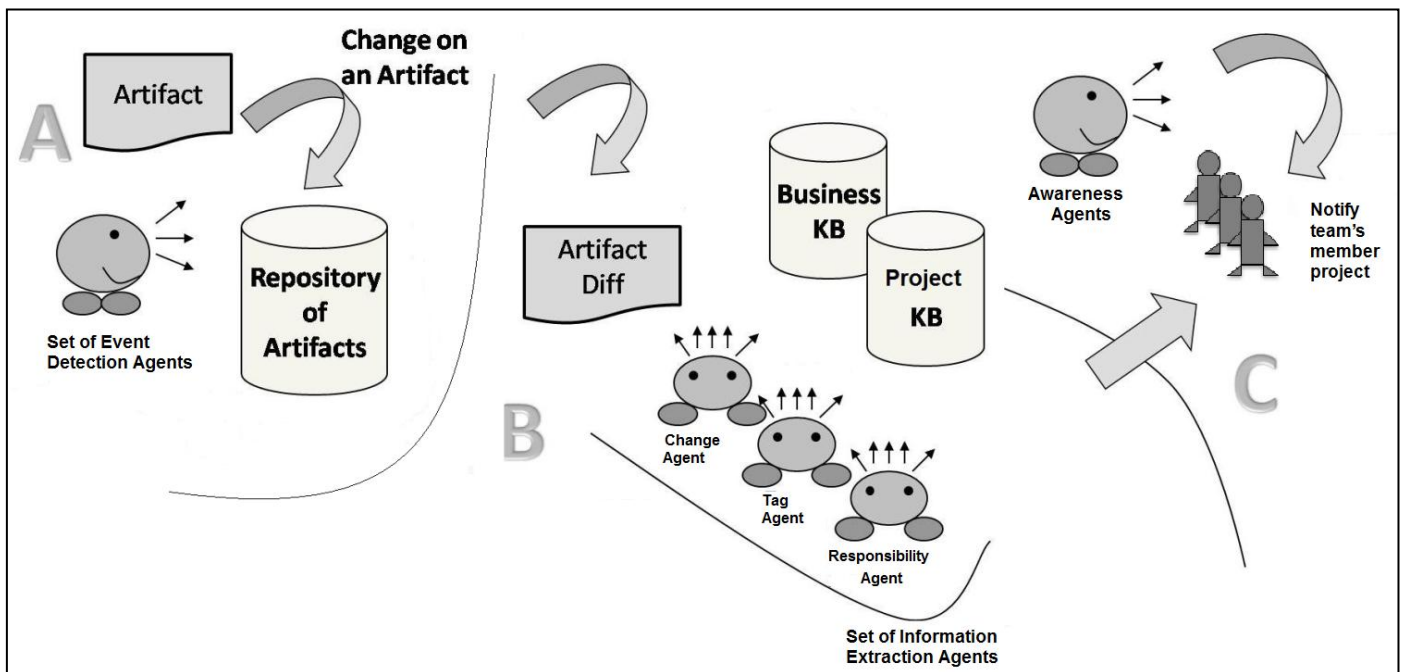 A
Artifact
Change on
an Artifact
Set of Event
Detection Agents
Repository
of
Artifacts
B
Artifact
Diff
Business
KB
Project
KB
Change
Agent
Tag
Agent
Responsibility
Agent
Set of Information
Extraction Agents
C
Awareness
Agents
Notify
team's
member
project